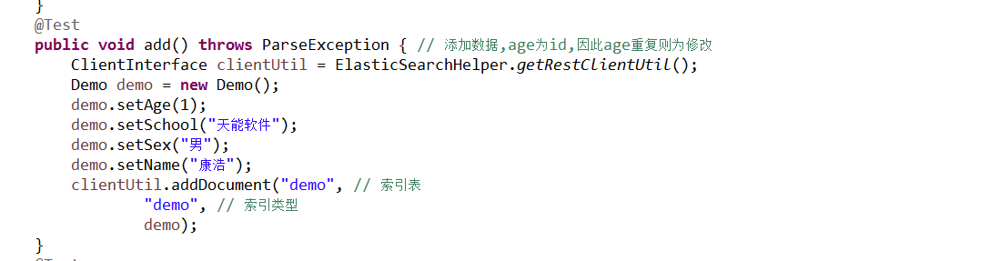 }
@Test
public void add() throws ParseException { // 添加数据,age为id,因此age重复则为修改
ClientInterface clientUtil = ElasticSearchHelper.getRestClientUtil();
Demo demo = new Demo();
demo.setAge(1);
demo.setSchool("天能软件");
demo.setSex("男");
demo.setName("康浩");
clientUtil.addDocument("demo", // 索引表
"demo", // 索引类型
demo);
}